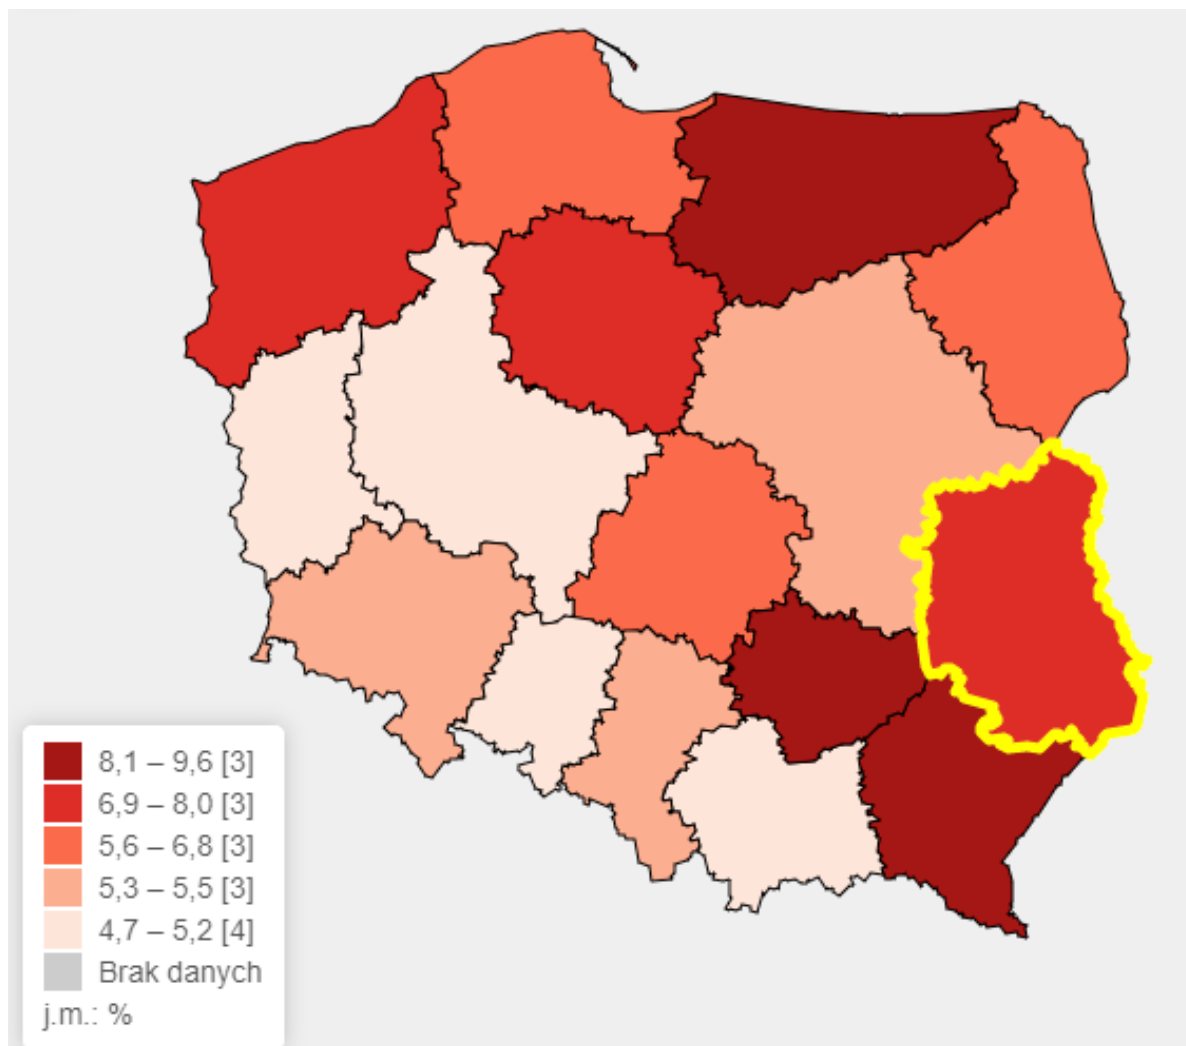 8,1 – 9,6 [3]
6,9 – 8,0 [3]
5,6 – 6,8 [3]
5,3 – 5,5 [3]
4,7 – 5,2 [4]
Brak danych
j.m.: %